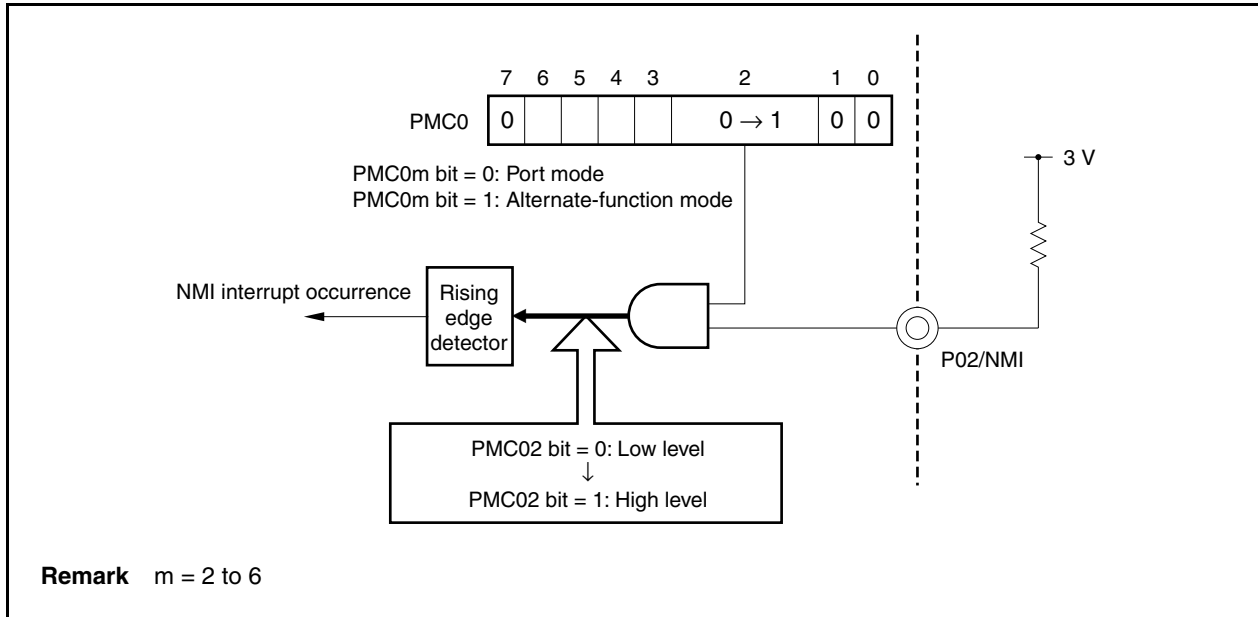 7 6 5 4 3 2 1 0
PMC0 0 0 → 1 0 0
3 V
PMC0m bit = 0: Port mode
PMC0m bit = 1: Alternate-function mode
NMI interrupt occurrence
Rising
edge
detector
P02/NMI
PMC02 bit = 0: Low level
↓
PMC02 bit = 1: High level
Remark m = 2 to 6